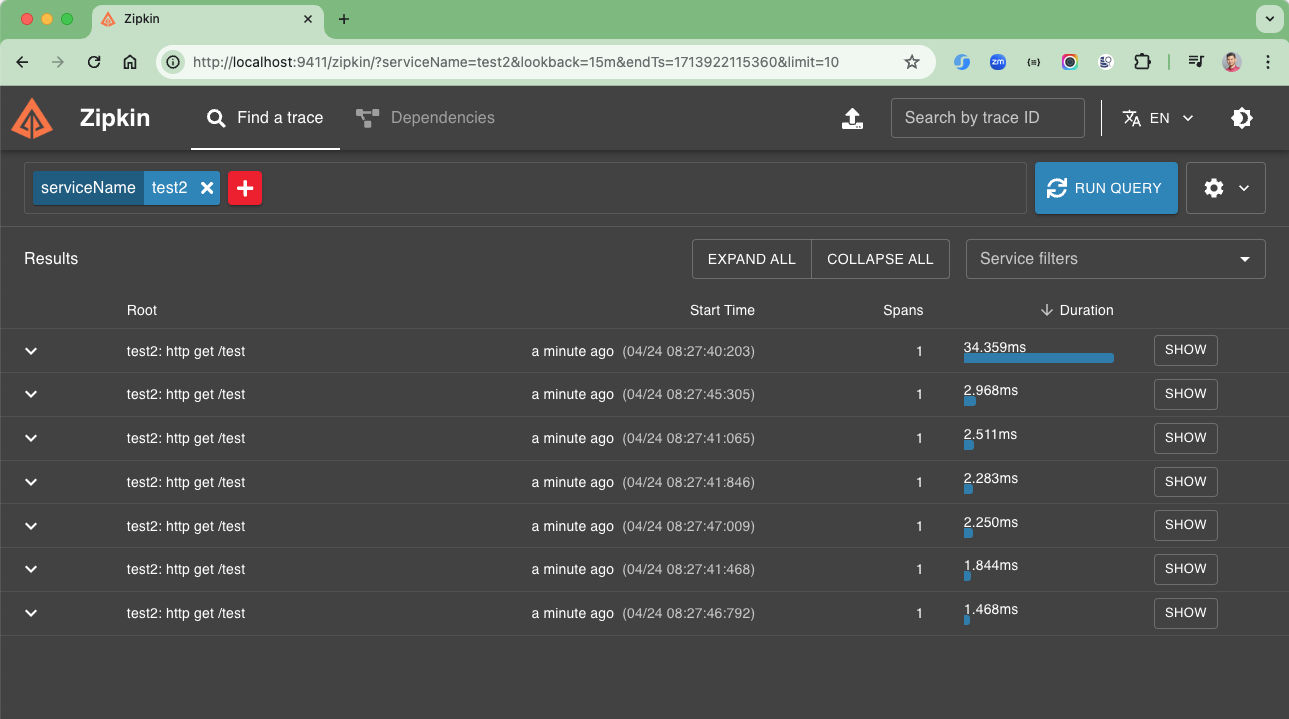 Zipkin
http://localhost:9411/zipkin/?serviceName=test2&lookback=15m&endTs=1713922115360&limit=10
Zipkin Find a trace Dependencies Search by trace ID EN
serviceName test2 RUN QUERY
Results EXPAND ALL COLLAPSE ALL Service filters
Root Start Time Spans Duration
test2: http get /test a minute ago (04/24 08:27:40:203) 1 34.359ms SHOW
test2: http get /test a minute ago (04/24 08:27:45:305) 1 2.968ms SHOW
test2: http get /test a minute ago (04/24 08:27:41:065) 1 2.511ms SHOW
test2: http get /test a minute ago (04/24 08:27:41:846) 1 2.283ms SHOW
test2: http get /test a minute ago (04/24 08:27:47:009) 1 2.250ms SHOW
test2: http get /test a minute ago (04/24 08:27:41:468) 1 1.844ms SHOW
test2: http get /test a minute ago (04/24 08:27:46:792) 1 1.468ms SHOW